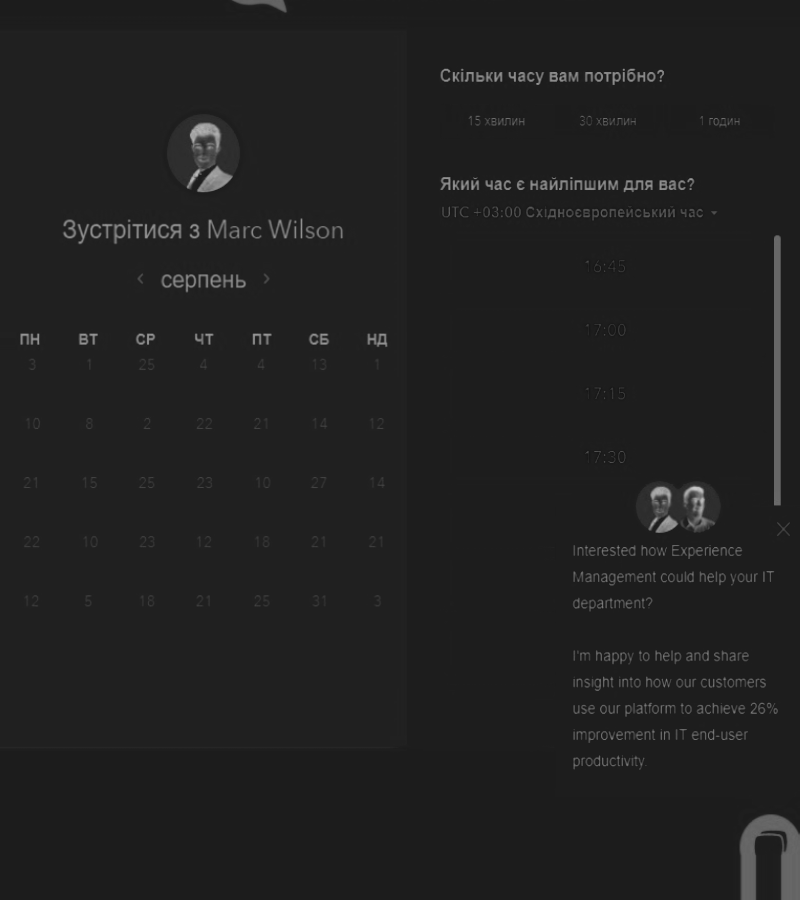 Зустрітися з Marc Wilson
серпень
ПН ВТ СР ЧТ ПТ СБ НД
3 1 25 4 4 13 1
10 8 2 22 21 14 12
21 15 25 23 10 27 14
22 10 23 12 18 21 21
12 5 18 21 25 31 3
Скільки часу вам потрібно?
15 хвилин 30 хвилин 1 годин
Який час є найліпшим для вас?
UTC +03:00 Східноєвропейський час
16:45
17:00
17:15
17:30
Interested how Experience
Management could help your IT
department?
I'm happy to help and share
insight into how our customers
use our platform to achieve 26%
improvement in IT end-user
productivity.